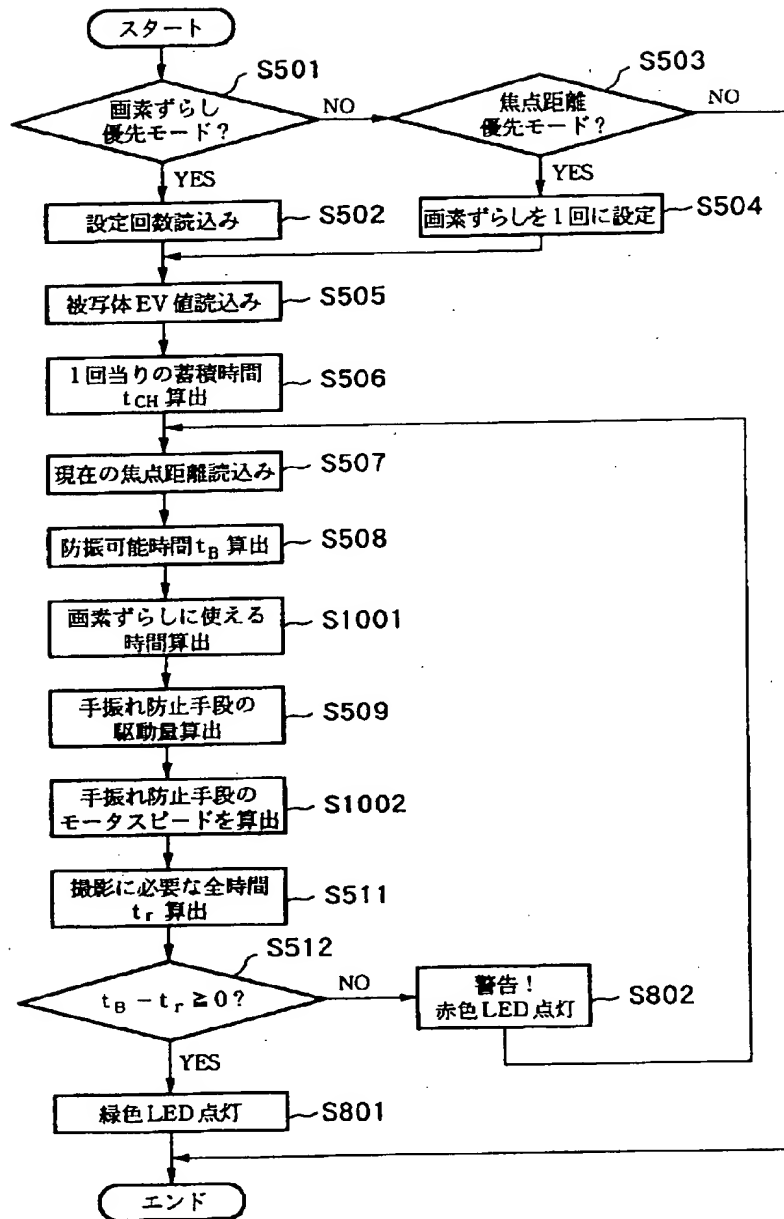 スタート
S501
画素ずらし
優先モード?
NO
YES
S503
焦点距離
優先モード?
NO
YES
設定回数読込み
S502
画素ずらしを1回に設定
S504
被写体EV値読込み
S505
1回当りの蓄積時間
tCH 算出
S506
現在の焦点距離読込み
S507
防振可能時間tB 算出
S508
画素ずらしに使える
時間算出
S1001
手振れ防止手段の
駆動量算出
S509
手振れ防止手段の
モータスピードを算出
S1002
撮影に必要な全時間
tr 算出
S511
S512
tB − tr ≧ 0?
NO
YES
警告!
赤色LED点灯
S802
緑色LED点灯
S801
エンド